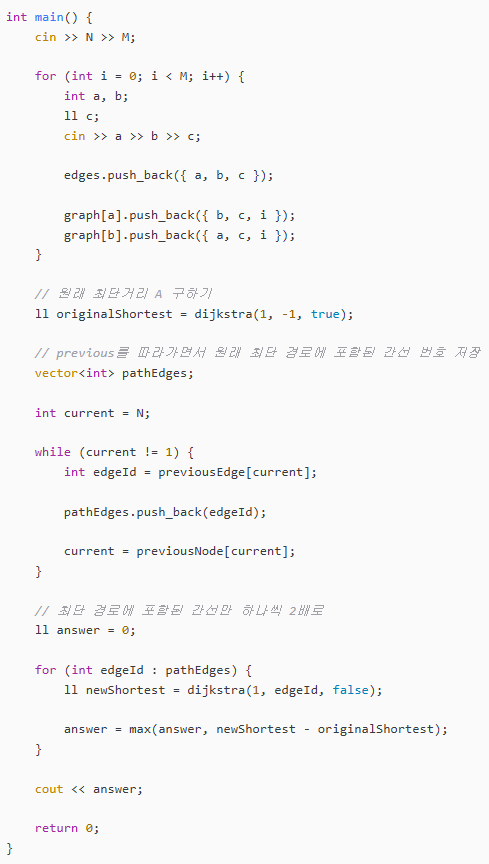 int main() {
    cin >> N >> M;

    for (int i = 0; i < M; i++) {
        int a, b;
        ll c;
        cin >> a >> b >> c;

        edges.push_back({ a, b, c });

        graph[a].push_back({ b, c, i });
        graph[b].push_back({ a, c, i });
    }

    // 원래 최단거리 A 구하기
    ll originalShortest = dijkstra(1, -1, true);

    // previous를 따라가면서 원래 최단 경로에 포함된 간선 번호 저장
    vector<int> pathEdges;

    int current = N;

    while (current != 1) {
        int edgeId = previousEdge[current];

        pathEdges.push_back(edgeId);

        current = previousNode[current];
    }

    // 최단 경로에 포함된 간선만 하나씩 2배로
    ll answer = 0;

    for (int edgeId : pathEdges) {
        ll newShortest = dijkstra(1, edgeId, false);

        answer = max(answer, newShortest - originalShortest);
    }

    cout << answer;

    return 0;
}